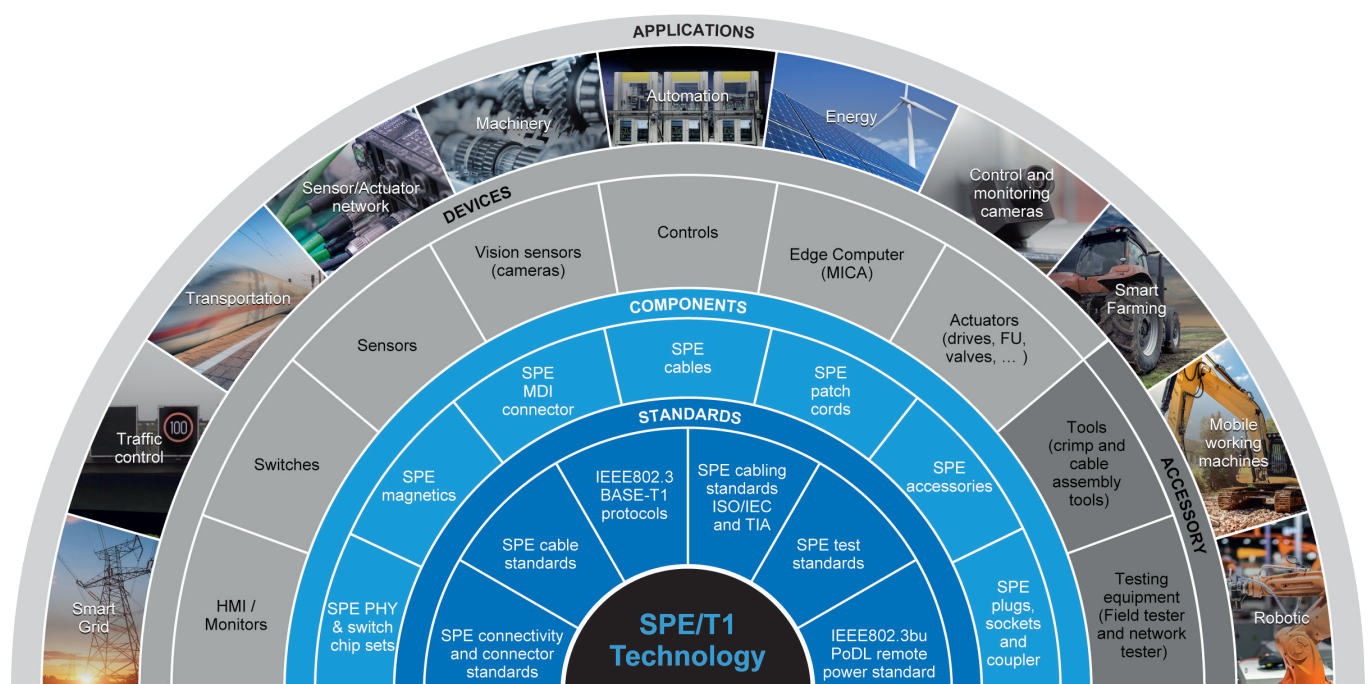 APPLICATIONS
Smart
Grid
Traffic
control
100
Transportation
Sensor/Actuator
network
Machinery
Automation
Energy
Control and
monitoring
cameras
Smart
Farming
Mobile
working
machines
Robotic
DEVICES
HMI /
Monitors
Switches
Sensors
Vision sensors
(cameras)
Controls
Edge Computer
(MICA)
Actuators
(drives, FU,
valves, ... )
ACCESSORY
Tools
(crimp and
cable
assembly
tools)
Testing
equipment
(Field tester
and network
tester)
COMPONENTS
SPE PHY
& switch
chip sets
SPE
magnetics
SPE
MDI
connector
SPE
cables
SPE
patch
cords
SPE
accessories
SPE
plugs,
sockets
and
coupler
STANDARDS
SPE connectivity
and connector
standards
SPE cable
standards
IEEE802.3
BASE-T1
protocols
SPE cabling
standards
ISO/IEC
and TIA
SPE test
standards
IEEE802.3bu
PoDL remote
power standard
SPE/T1
Technology